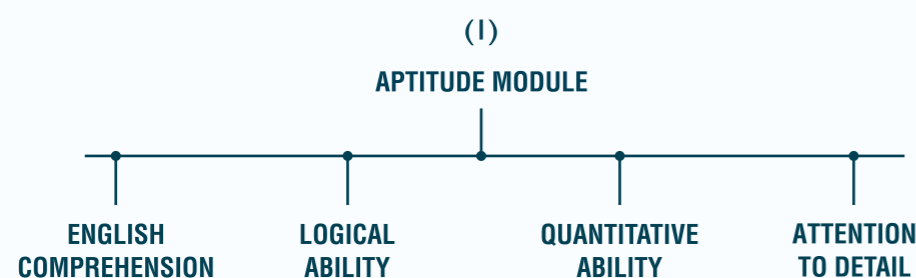 (I)
APTITUDE MODULE
ENGLISH
COMPREHENSION
LOGICAL
ABILITY
QUANTITATIVE
ABILITY
ATTENTION
TO DETAIL